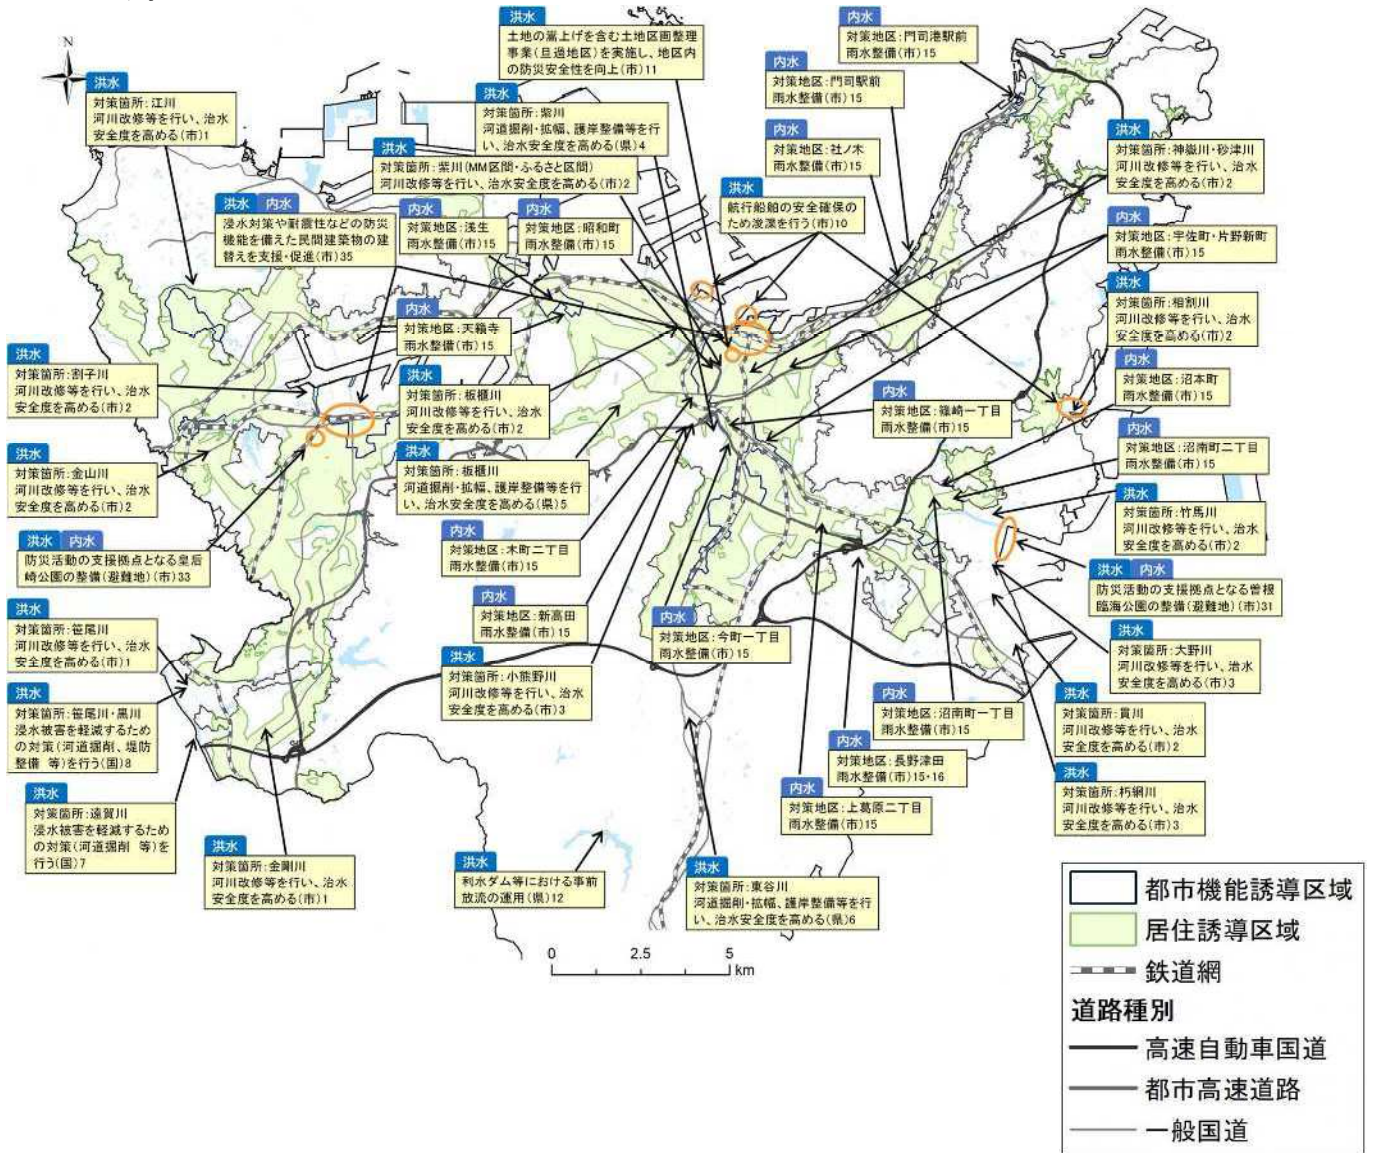 洪水
土地の嵩上げを含む土地区画整理
事業(旦過地区)を実施し、地区内
の防災安全性を向上(市)11
内水
対策地区:門司港駅前
雨水整備(市)15
N
洪水
対策箇所:江川
河川改修等を行い、治水
安全度を高める(市)1
洪水
対策箇所:紫川
河道掘削・拡幅、護岸整備等を行
い、治水安全度を高める(県)4
内水
対策地区:門司駅前
雨水整備(市)15
内水
対策地区:社ノ木
雨水整備(市)15
洪水
対策箇所:神嶽川・砂津川
河川改修等を行い、治水
安全度を高める(市)2
洪水
対策箇所:紫川(MM区間・ふるさと区間)
河川改修等を行い、治水安全度を高める(市)2
洪水 内水
浸水対策や耐震性などの防災
機能を備えた民間建築物の建
替えを支援・促進(市)35
内水
対策地区:浅生
雨水整備(市)15
内水
対策地区:昭和町
雨水整備(市)15
洪水
航行船舶の安全確保の
ため浚渫を行う(市)10
内水
対策地区:宇佐町・片野新町
雨水整備(市)15
洪水
対策箇所:相割川
河川改修等を行い、治水
安全度を高める(市)2
内水
対策地区:天籟寺
雨水整備(市)15
洪水
対策箇所:割子川
河川改修等を行い、治水
安全度を高める(市)2
洪水
対策箇所:板櫃川
河川改修等を行い、治水
安全度を高める(市)2
内水
対策地区:篠崎一丁目
雨水整備(市)15
内水
対策地区:沼本町
雨水整備(市)15
内水
対策地区:沼南町二丁目
雨水整備(市)15
洪水
対策箇所:金山川
河川改修等を行い、治水
安全度を高める(市)2
洪水
対策箇所:板櫃川
河道掘削・拡幅、護岸整備等を行
い、治水安全度を高める(県)5
洪水
対策箇所:竹馬川
河川改修等を行い、治水
安全度を高める(市)2
洪水 内水
防災活動の支援拠点となる皇后
崎公園の整備(避難地)(市)33
内水
対策地区:木町二丁目
雨水整備(市)15
洪水 内水
防災活動の支援拠点となる曽根
臨海公園の整備(避難地)(市)31
洪水
対策箇所:笹尾川
河川改修等を行い、治水
安全度を高める(市)1
内水
対策地区:新高田
雨水整備(市)15
内水
対策地区:今町一丁目
雨水整備(市)15
洪水
対策箇所:大野川
河川改修等を行い、治水
安全度を高める(市)3
洪水
対策箇所:笹尾川・黒川
浸水被害を軽減するため
の対策(河道掘削、堤防
整備 等)を行う(国)8
洪水
対策箇所:小熊野川
河川改修等を行い、治水
安全度を高める(市)3
内水
対策地区:沼南町一丁目
雨水整備(市)15
洪水
対策箇所:貫川
河川改修等を行い、治水
安全度を高める(市)2
内水
対策地区:長野津田
雨水整備(市)15・16
洪水
対策箇所:遠賀川
浸水被害を軽減するため
の対策(河道掘削 等)を
行う(国)7
内水
対策地区:上葛原二丁目
雨水整備(市)15
洪水
対策箇所:朽網川
河川改修等を行い、治水
安全度を高める(市)3
洪水
対策箇所:金剛川
河川改修等を行い、治水
安全度を高める(市)1
洪水
利水ダム等における事前
放流の運用(県)12
洪水
対策箇所:東谷川
河道掘削・拡幅、護岸整備等を行
い、治水安全度を高める(県)6
0 2.5 5
km
都市機能誘導区域
居住誘導区域
鉄道網
道路種別
高速自動車国道
都市高速道路
一般国道